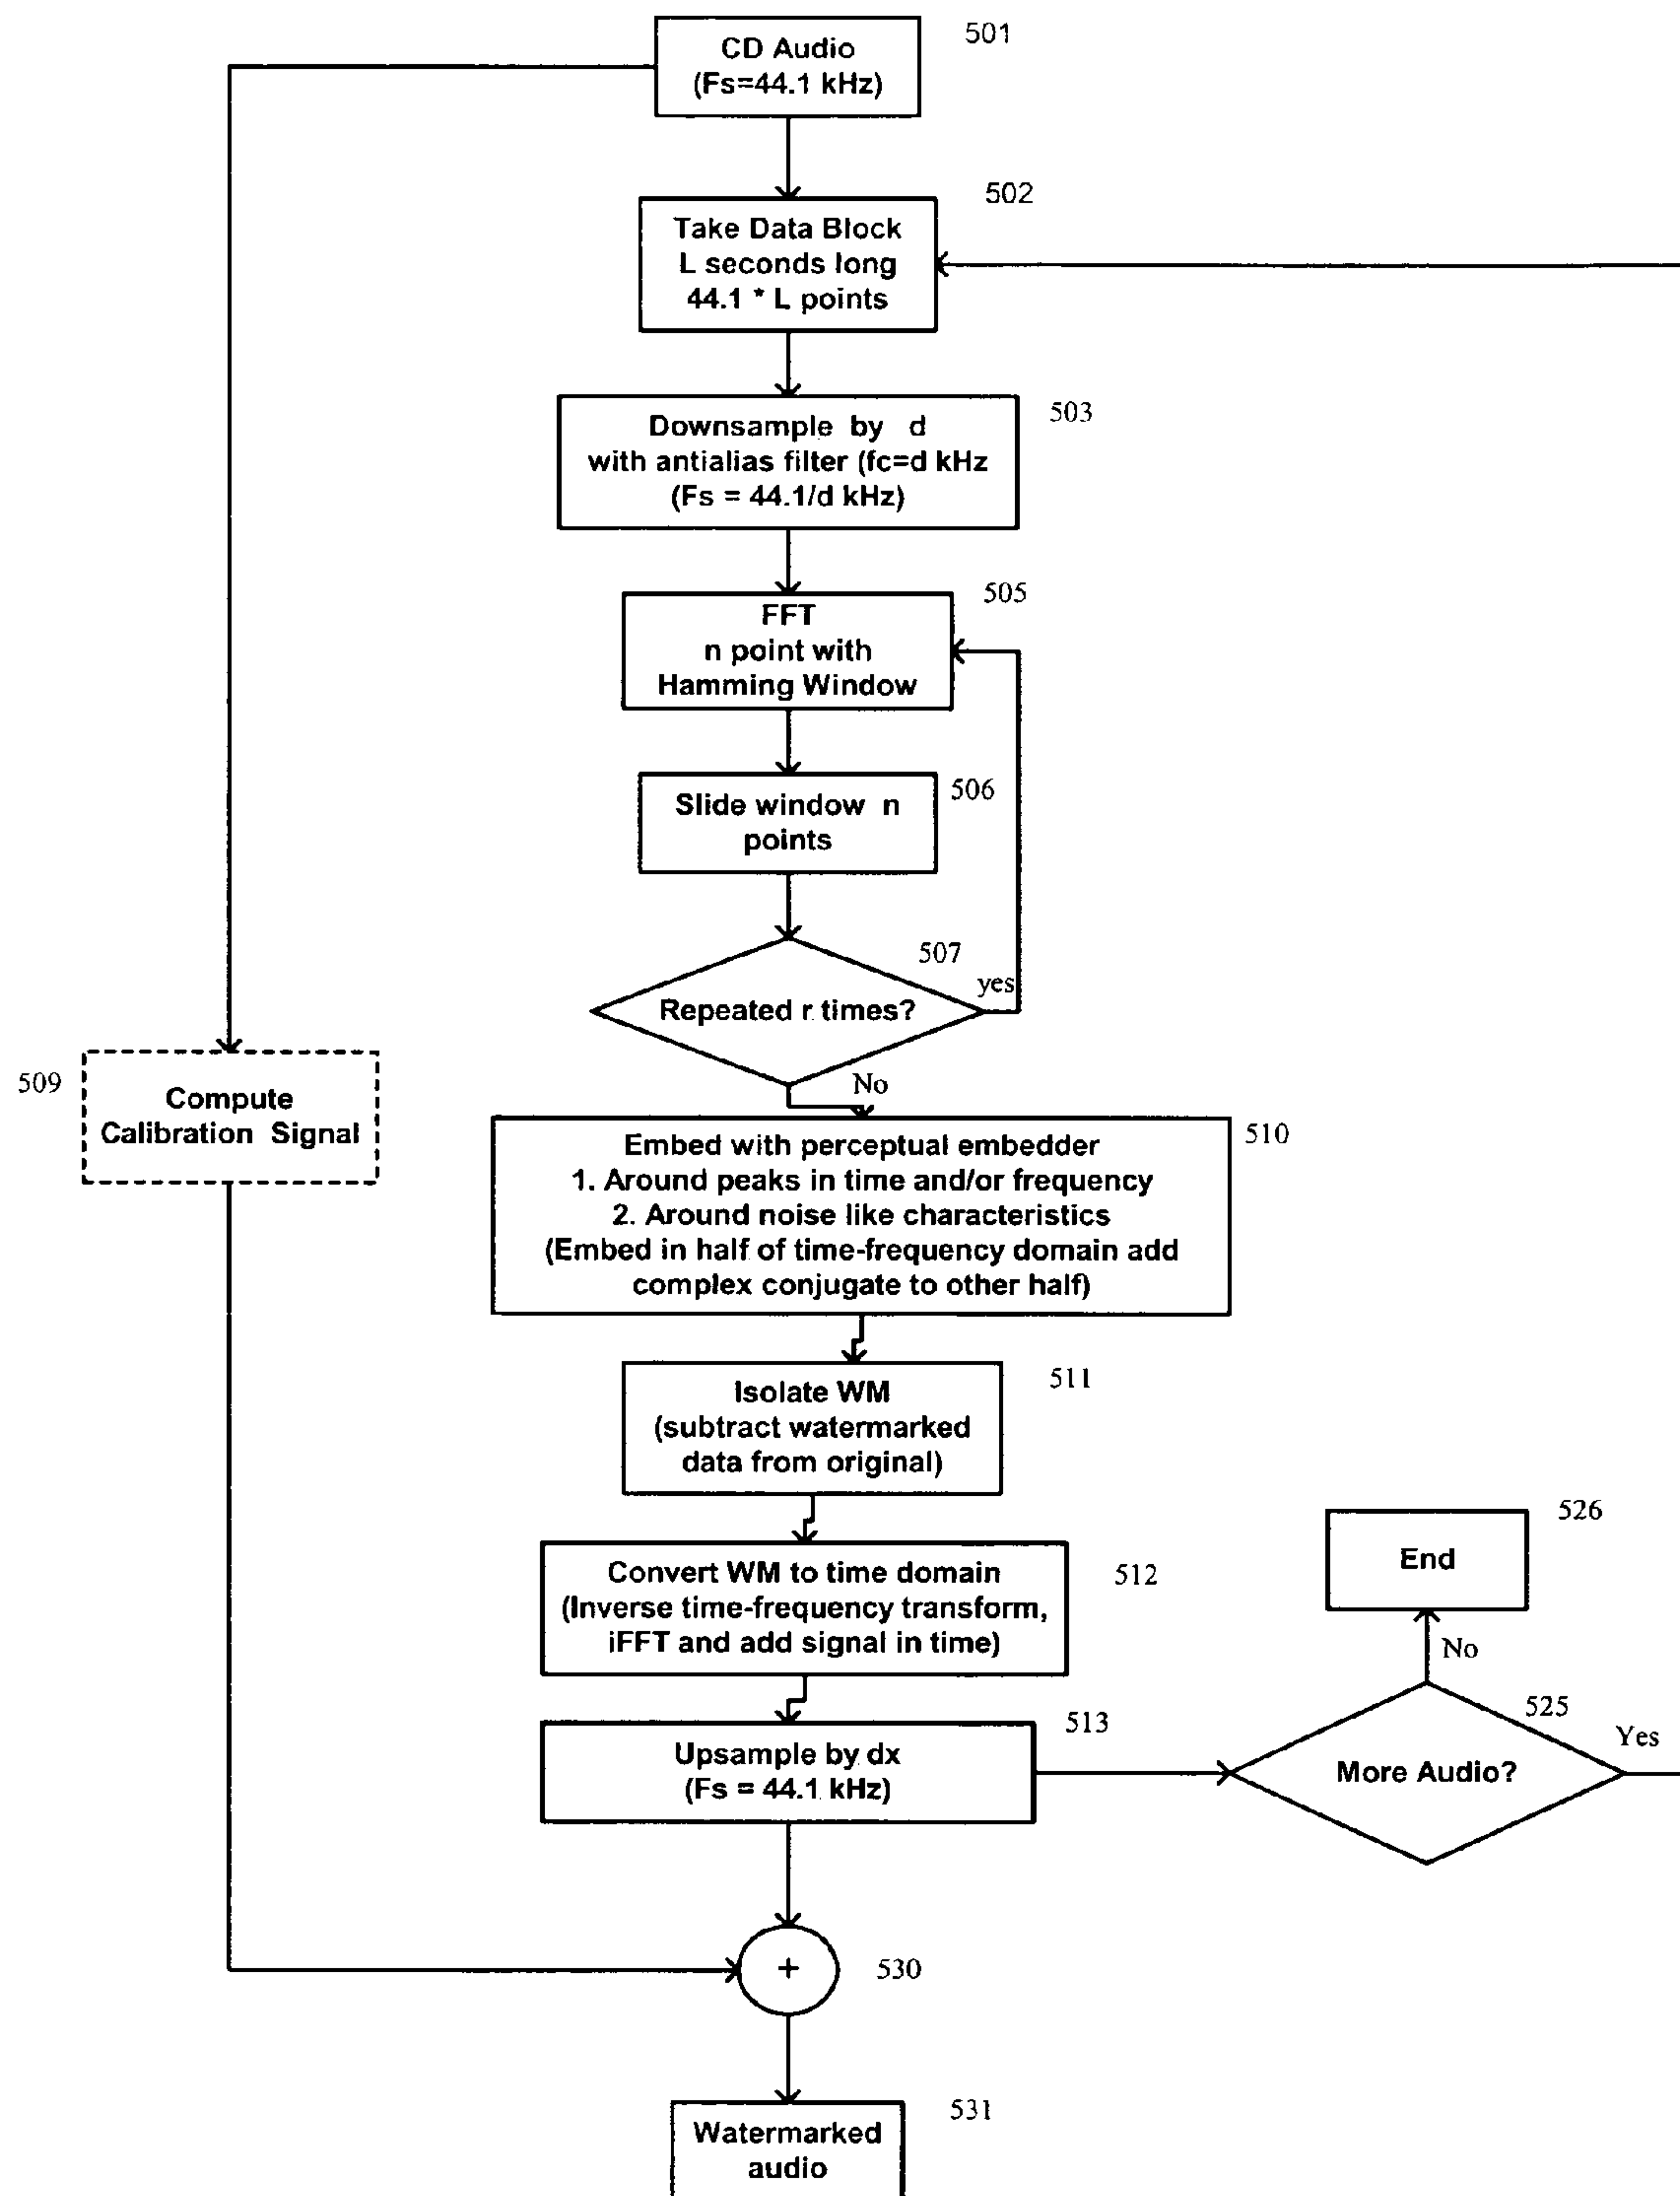 CD Audio
(Fs=44.1 kHz)
501
Take Data Block
L seconds long
44.1 * L points
502
Downsample by d
with antialias filter (fc=d kHz
(Fs = 44.1/d kHz)
503
FFT
n point with
Hamming Window
505
Slide window n
points
506
Repeated r times?
507
yes
No
509
Compute
Calibration Signal
Embed with perceptual embedder
1. Around peaks in time and/or frequency
2. Around noise like characteristics
(Embed in half of time-frequency domain add
complex conjugate to other half)
510
Isolate WM
(subtract watermarked
data from original)
511
Convert WM to time domain
(Inverse time-frequency transform,
iFFT and add signal in time)
512
Upsample by dx
(Fs = 44.1 kHz)
513
End
526
No
More Audio?
525
Yes
+
530
Watermarked
audio
531